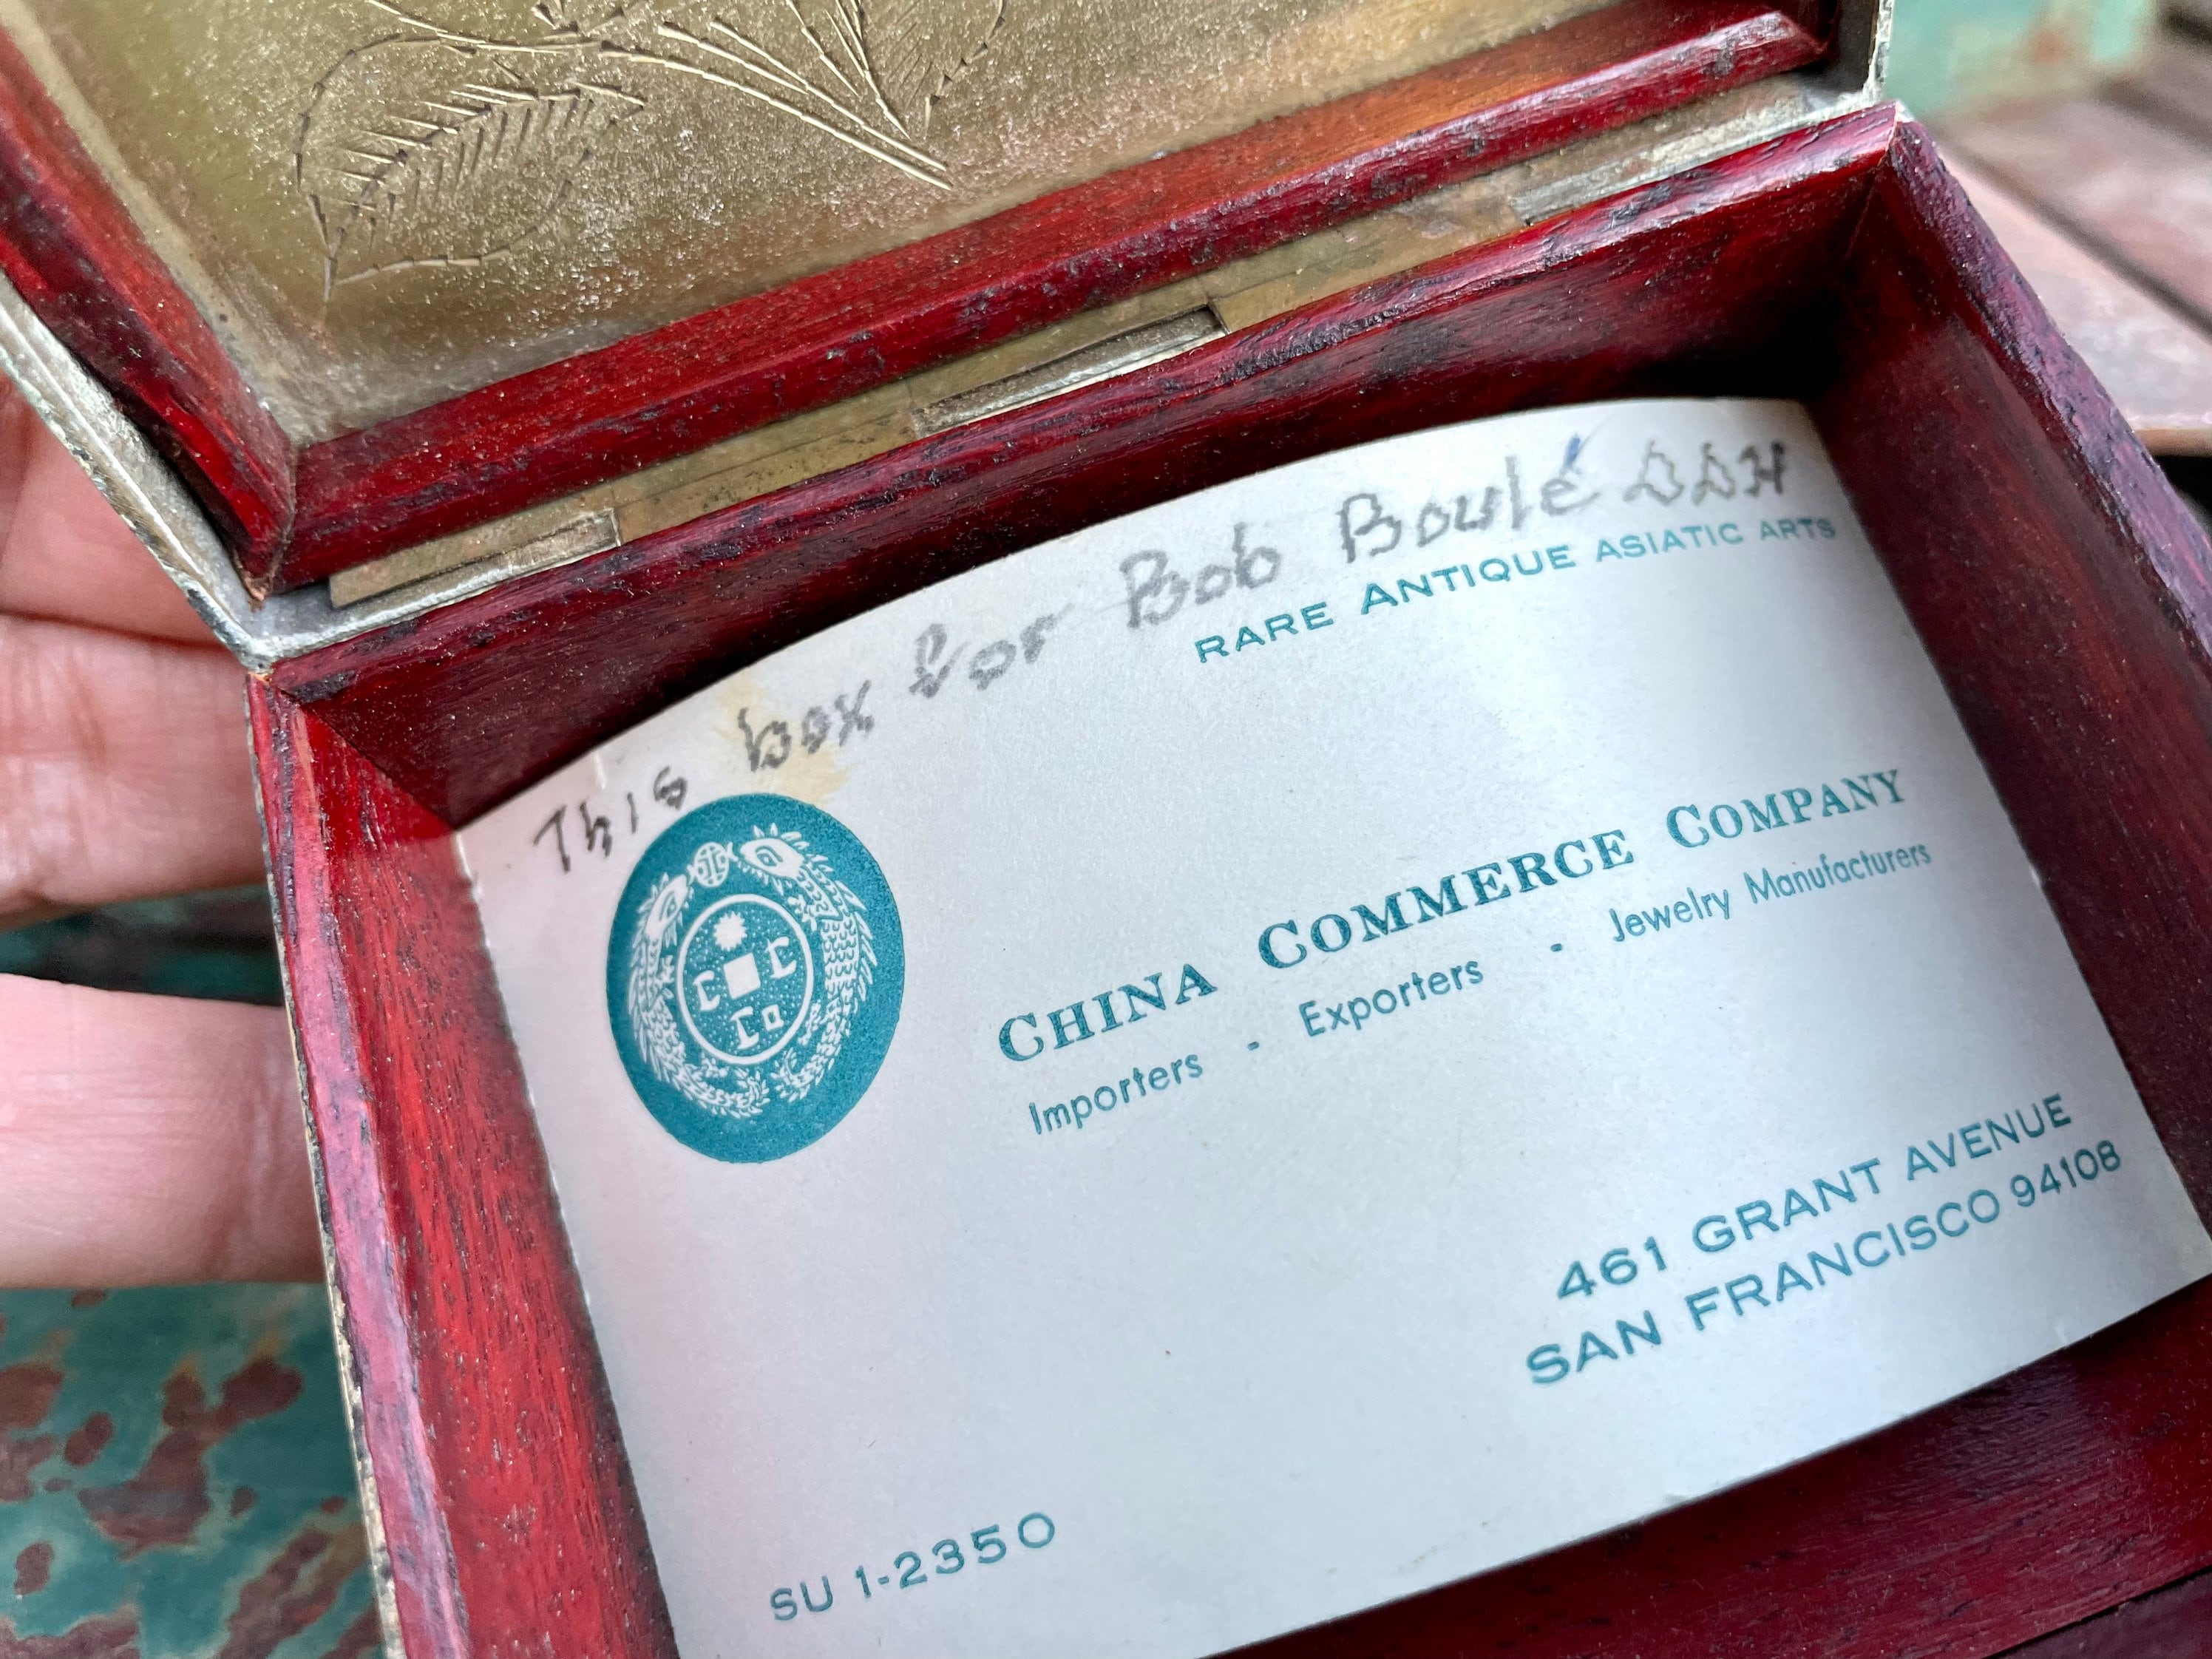 This box for Bob Boulé DDH
RARE ANTIQUE ASIATIC ARTS
C C
Co
CHINA COMMERCE COMPANY
Importers - Exporters - Jewelry Manufacturers
461 GRANT AVENUE
SAN FRANCISCO 94108
SU 1-2350